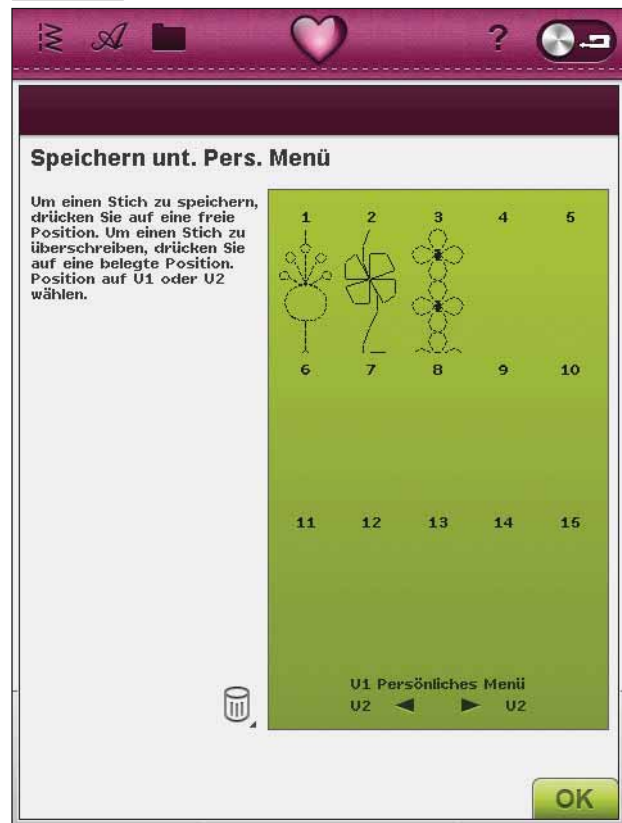 ?
Speichern unt. Pers. Menü
Um einen Stich zu speichern,
drücken Sie auf eine freie
Position. Um einen Stich zu
überschreiben, drücken Sie
auf eine belegte Position.
Position auf U1 oder U2
wählen.
1 2 3 4 5
6 7 8 9 10
11 12 13 14 15
U1 Persönliches Menü
U2 U2
OK